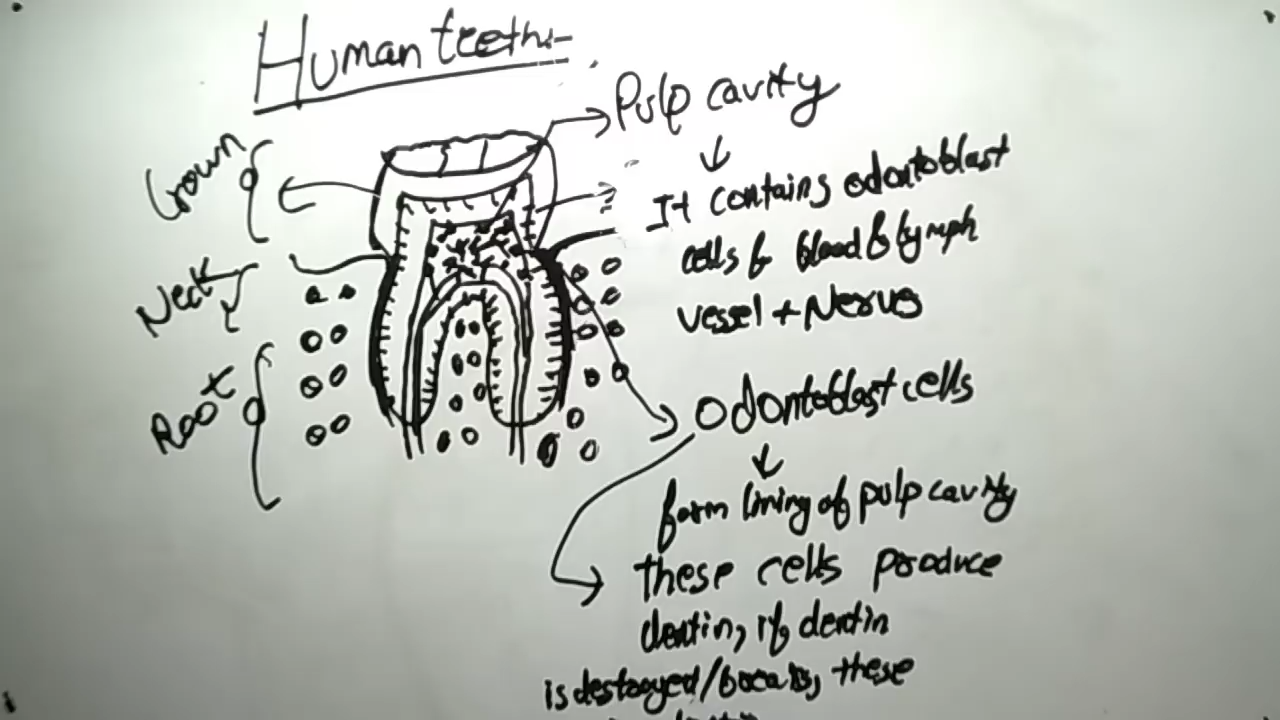 Human teeth:-
Crown
Neck
Root
Pulp cavity
It contains odontoblast
cells & blood & lymph
vessel + Nerves
Odontoblast cells
form lining of pulp cavity
these cells produce
dentin, if dentin
is destroyed/breaks, these